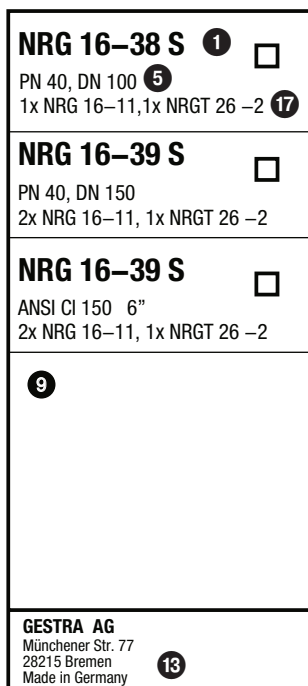 NRG 16–38 S 1
PN 40, DN 100 5
1x NRG 16–11,1x NRGT 26 –2 17
NRG 16–39 S
PN 40, DN 150
2x NRG 16–11, 1x NRGT 26 –2
NRG 16–39 S
ANSI Cl 150 6”
2x NRG 16–11, 1x NRGT 26 –2
9
GESTRA AG
Münchener Str. 77
28215 Bremen
Made in Germany 13